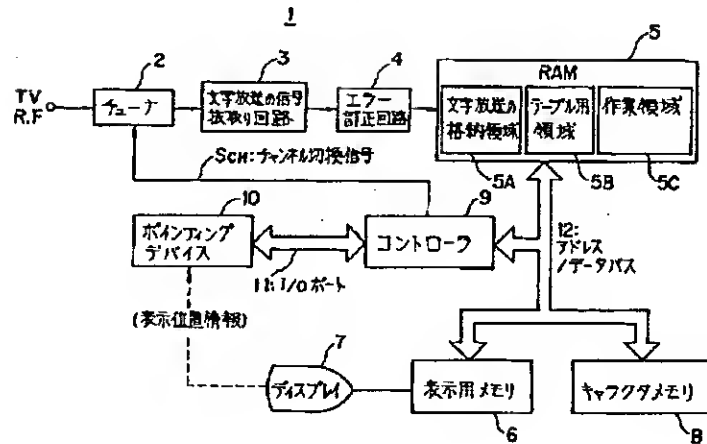 1
2
3
4
5
TV
R.F
チューナ
文字放送の信号
抜取り回路
エラー
訂正回路
RAM
文字放送の
格納領域
テーブル用
領域
作業領域
5A
5B
5C
SCH:チャンネル切換信号
10
9
ポインティング
デバイス
コントローラ
12:
アドレス
/データバス
11:I/Oポート
(表示位置情報)
7
ディスプレイ
表示用メモリ
キャラクタメモリ
6
8